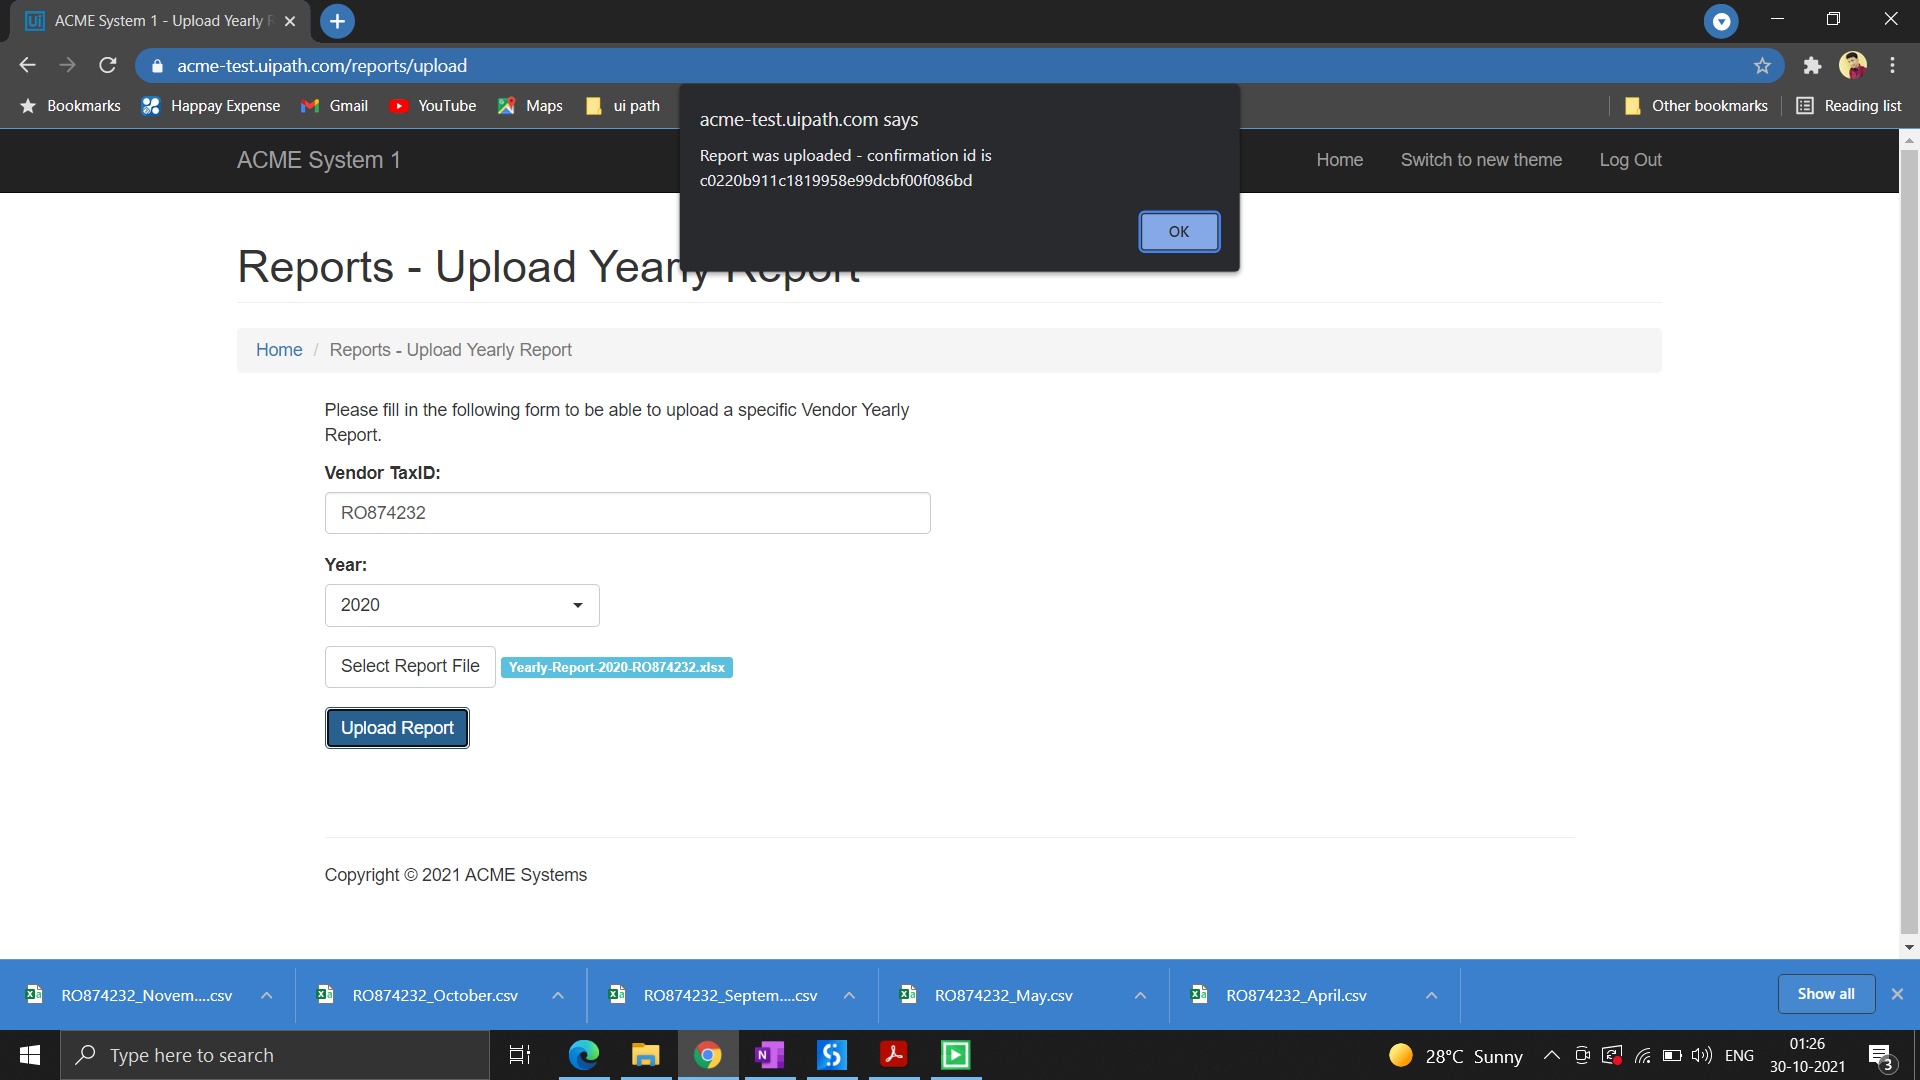 ACME System 1 - Upload Yearly R
acme-test.uipath.com/reports/upload
Bookmarks
Happay Expense
Gmail
YouTube
Maps
ui path
Other bookmarks
Reading list
acme-test.uipath.com says
Report was uploaded - confirmation id is
c0220b911c1819958e99dcbf00f086bd
OK
ACME System 1
Home
Switch to new theme
Log Out
Reports - Upload Yearly Report
Home / Reports - Upload Yearly Report
Please fill in the following form to be able to upload a specific Vendor Yearly
Report.
Vendor TaxID:
RO874232
Year:
2020
Select Report File
Yearly-Report-2020-RO874232.xlsx
Upload Report
Copyright © 2021 ACME Systems
RO874232_Novem....csv
RO874232_October.csv
RO874232_Septem....csv
RO874232_May.csv
RO874232_April.csv
Show all
Type here to search
28°C Sunny
ENG
01:26
30-10-2021
3